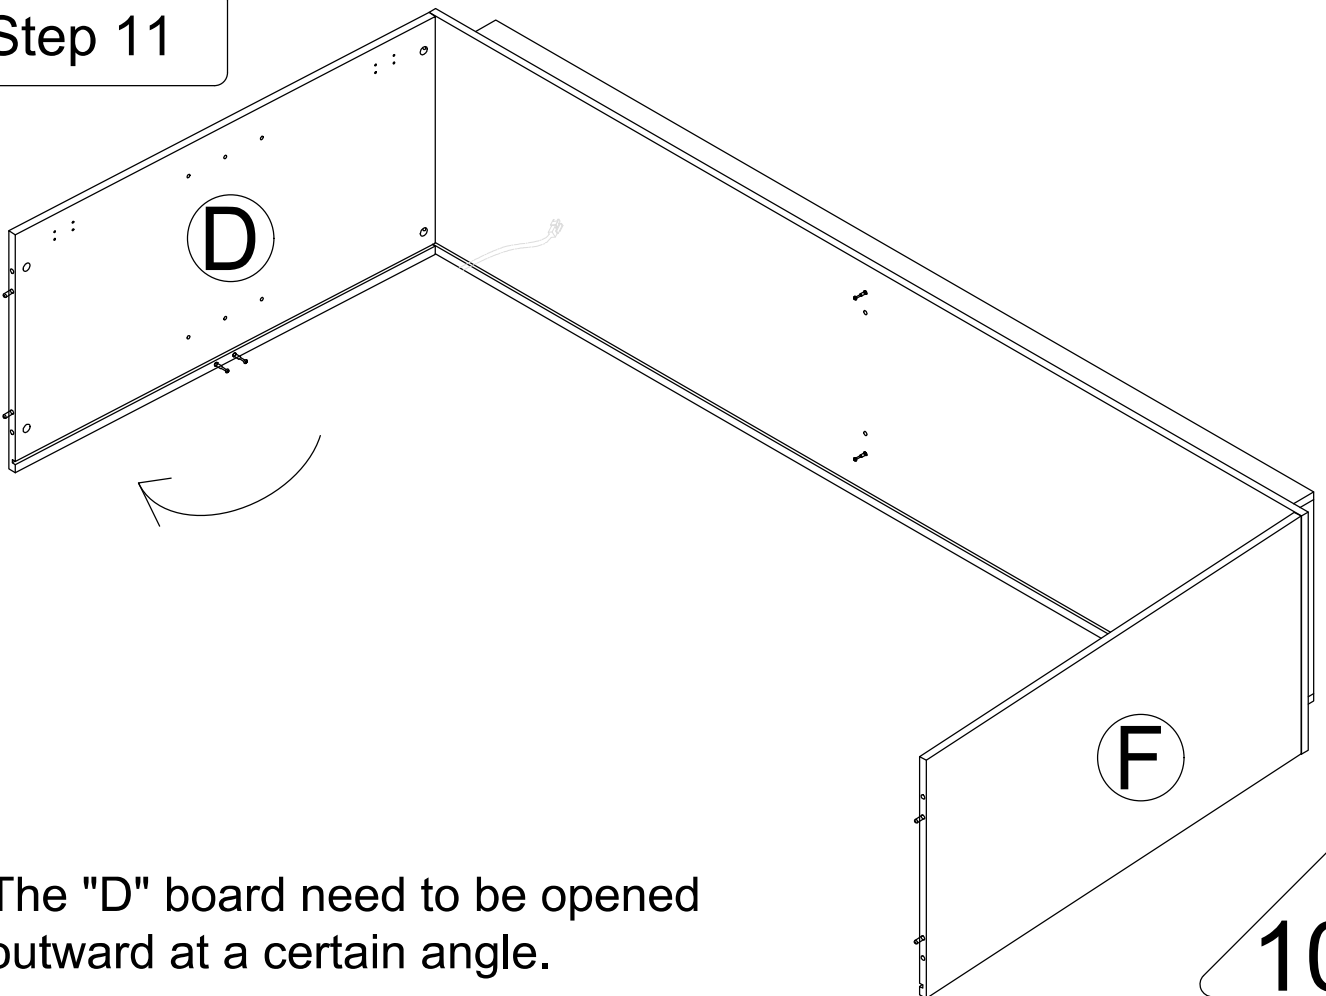 Step 11
D
F
The "D" board need to be opened
outward at a certain angle.
10